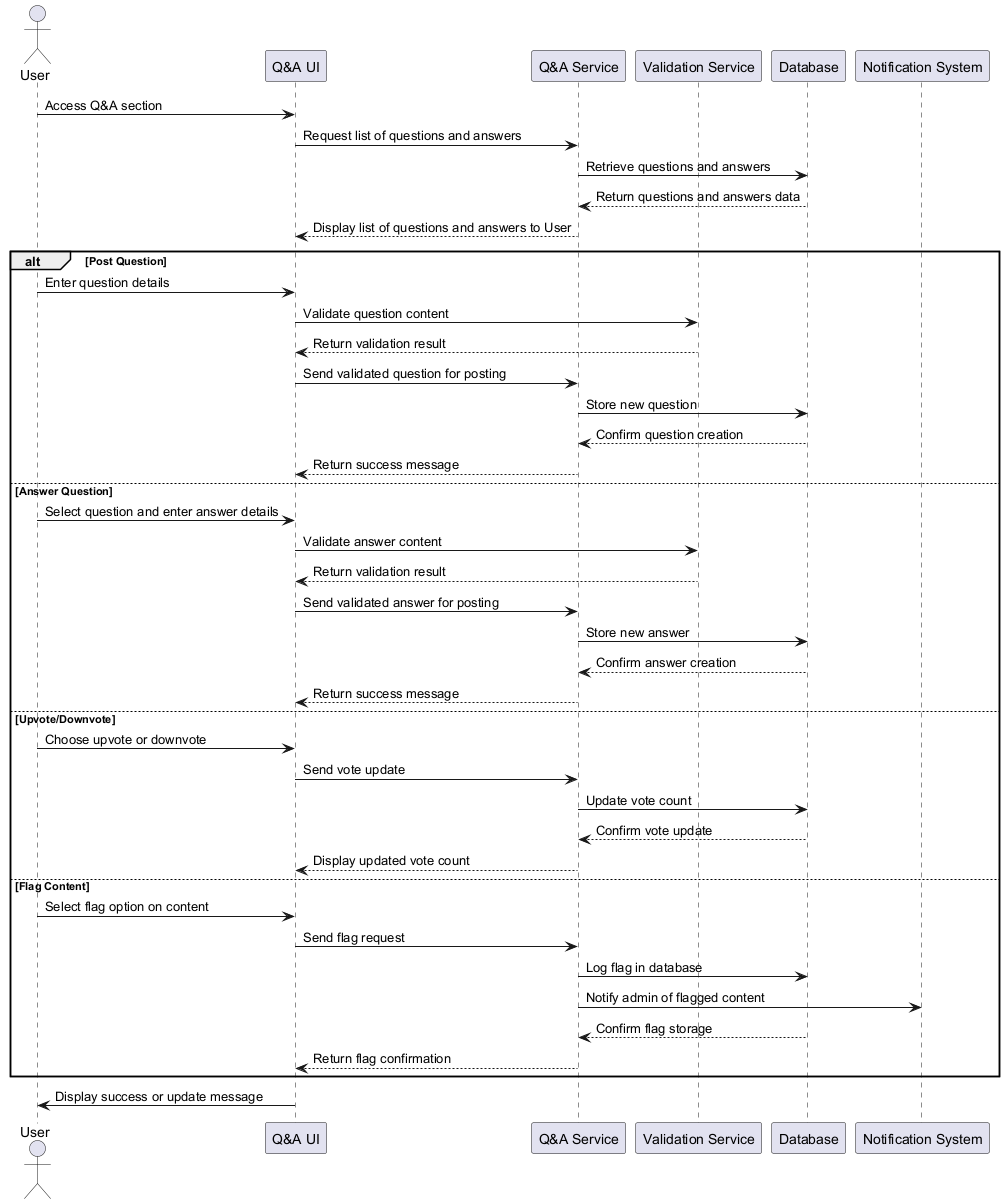 User
Q&A UI
Q&A Service
Validation Service
Database
Notification System
Access Q&A section
Request list of questions and answers
Retrieve questions and answers
Return questions and answers data
Display list of questions and answers to User
alt
[Post Question]
Enter question details
Validate question content
Return validation result
Send validated question for posting
Store new question
Confirm question creation
Return success message
[Answer Question]
Select question and enter answer details
Validate answer content
Return validation result
Send validated answer for posting
Store new answer
Confirm answer creation
Return success message
[Upvote/Downvote]
Choose upvote or downvote
Send vote update
Update vote count
Confirm vote update
Display updated vote count
[Flag Content]
Select flag option on content
Send flag request
Log flag in database
Notify admin of flagged content
Confirm flag storage
Return flag confirmation
Display success or update message
User
Q&A UI
Q&A Service
Validation Service
Database
Notification System